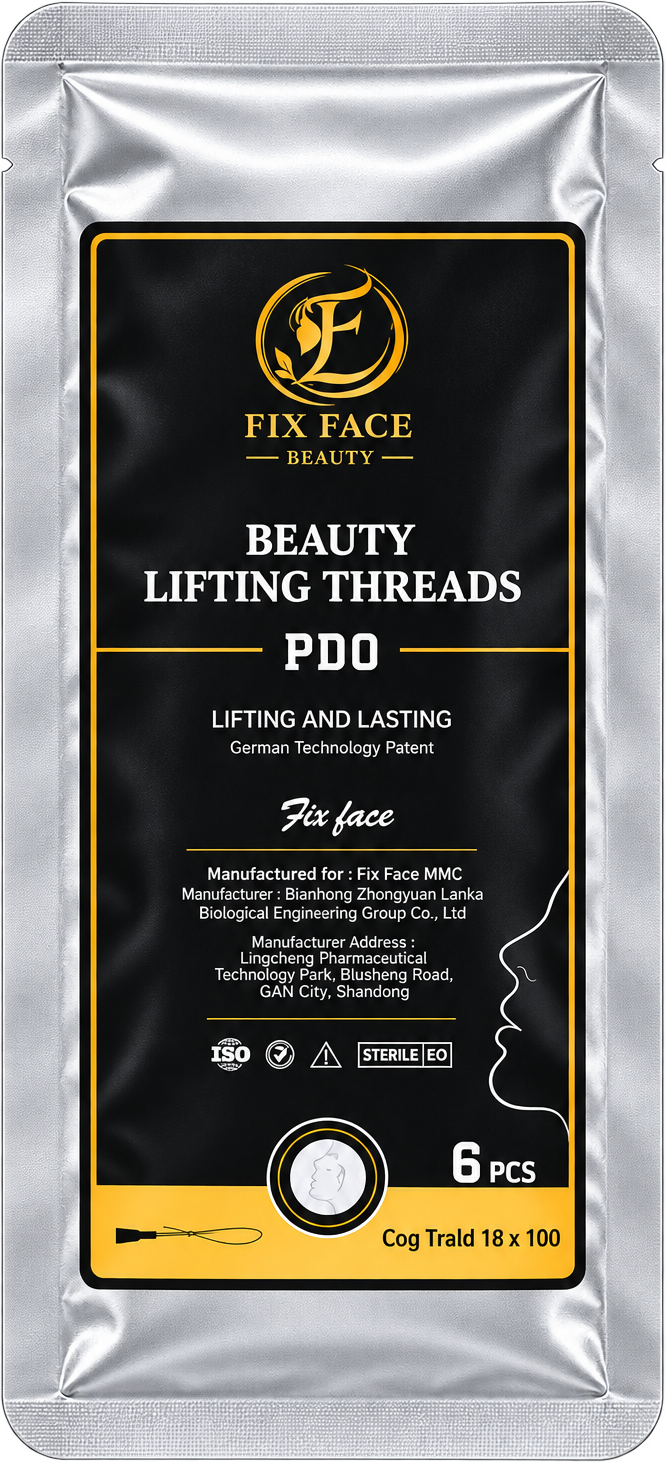 FIX FACE
BEAUTY
BEAUTY
LIFTING THREADS
PDO
LIFTING AND LASTING
German Technology Patent
Fix face
Manufactured for : Fix Face MMC
Manufacturer : Bianhong Zhongyuan Lanka
Biological Engineering Group Co., Ltd
Manufacturer Address :
Lingcheng Pharmaceutical
Technology Park, Blusheng Road,
GAN City, Shandong
ISO
STERILE EO
6 PCS
Cog Trald 18 x 100